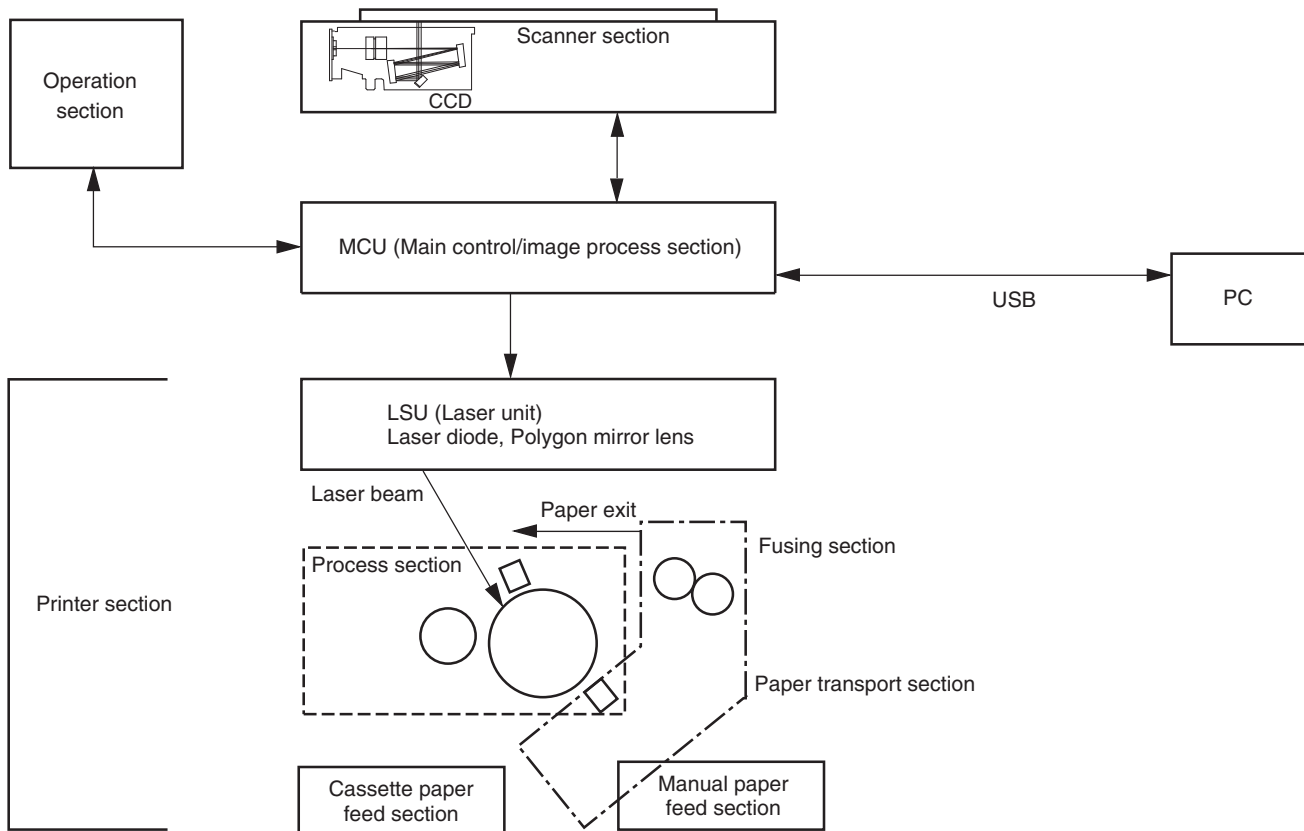 Scanner section
CCD
Operation
section
MCU (Main control/image process section)
USB
PC
LSU (Laser unit)
Laser diode, Polygon mirror lens
Laser beam
Paper exit
Fusing section
Process section
Printer section
Paper transport section
Cassette paper
feed section
Manual paper
feed section